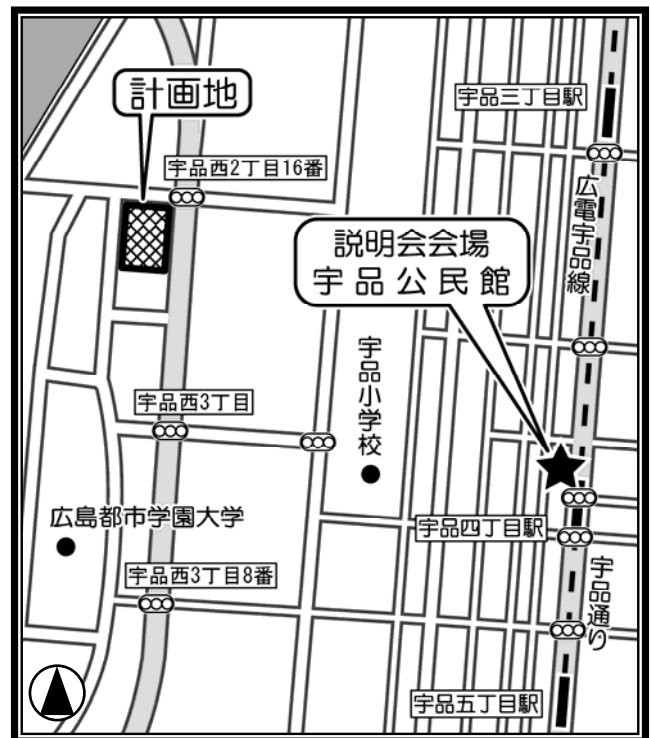 計画地
宇品三丁目駅
宇品西2丁目16番
広電宇品線
説明会会場
宇品公民館
宇品小学校
宇品西3丁目
広島都市学園大学
宇品四丁目駅
宇品西3丁目8番
宇品通り
宇品五丁目駅